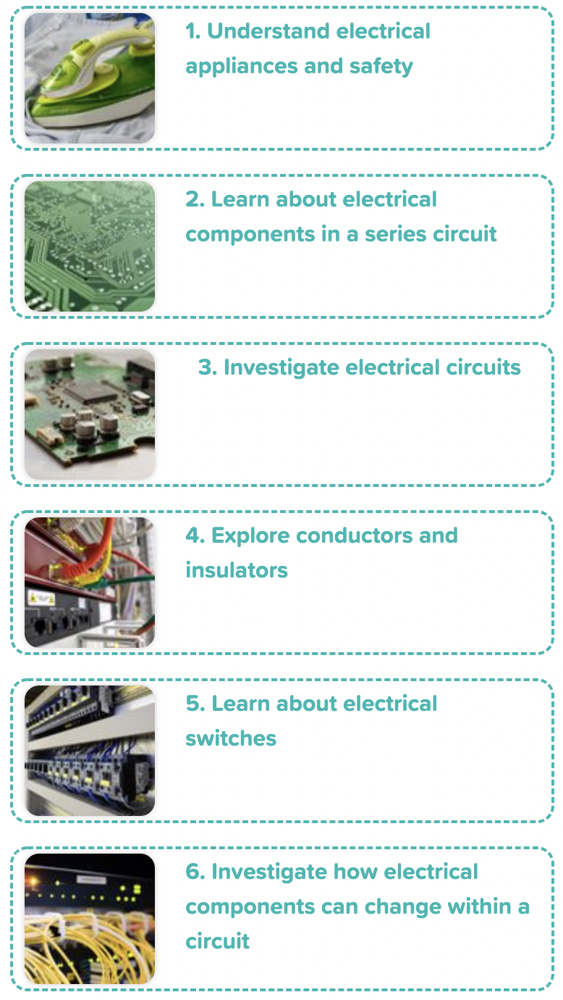 1. Understand electrical
appliances and safety
2. Learn about electrical
components in a series circuit
3. Investigate electrical circuits
4. Explore conductors and
insulators
5. Learn about electrical
switches
6. Investigate how electrical
components can change within a
circuit